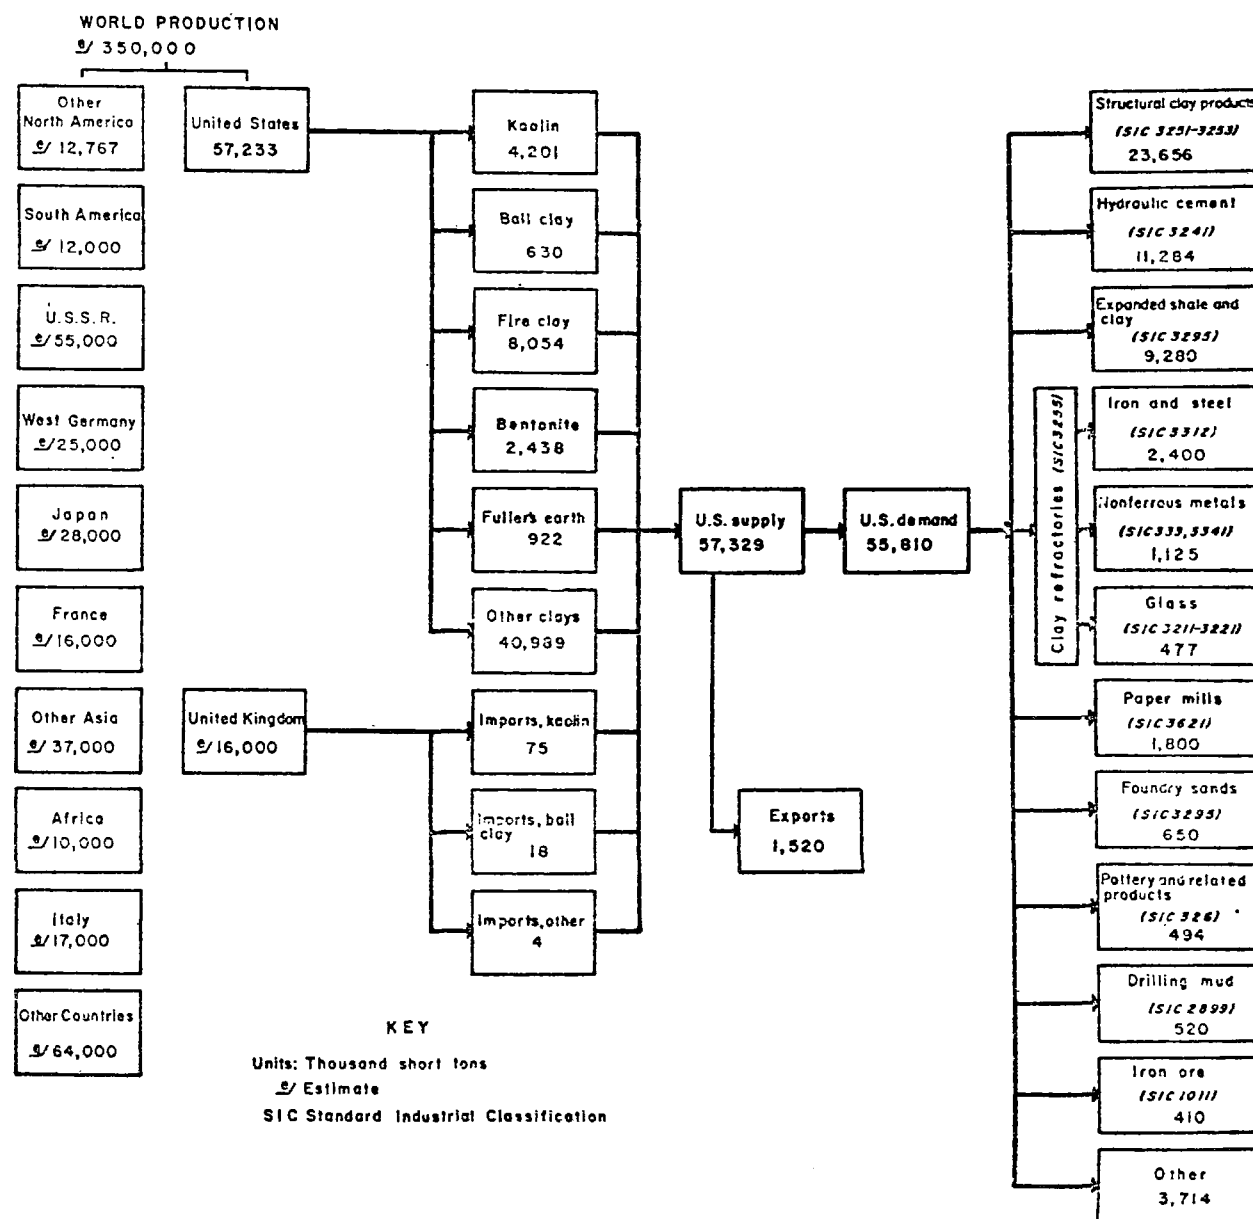 WORLD PRODUCTION
e/ 350,000
Other
North America
e/ 12,767
South America
e/ 12,000
U.S.S.R.
e/55,000
West Germany
e/25,000
Japan
e/28,000
France
e/16,000
Other Asia
e/ 37,000
Africa
e/10,000
Italy
e/17,000
Other Countries
e/64,000
United States
57,233
United Kingdom
e/16,000
Kaolin
4,201
Ball clay
630
Fire clay
8,054
Bentonite
2,438
Fuller's earth
922
Other clays
40,989
Imports, kaolin
75
Imports, ball
clay
18
Imports, other
4
U.S. supply
57,329
U.S. demand
55,810
Exports
1,520
Structural clay products
(SIC 3251-3253)
23,656
Hydraulic cement
(SIC 3241)
11,284
Expanded shale and
clay
(SIC 3295)
9,280
Clay refractories (SIC 3255)
Iron and steel
(SIC 3312)
2,400
Nonferrous metals
(SIC 333, 3341)
1,125
Glass
(SIC 3211-3221)
477
Paper mills
(SIC 3621)
1,800
Foundry sands
(SIC 3295)
650
Pottery and related
products
(SIC 326)
494
Drilling mud
(SIC 2899)
520
Iron ore
(SIC 1011)
410
Other
3,714
KEY
Units: Thousand short tons
e/ Estimate
SIC Standard Industrial Classification